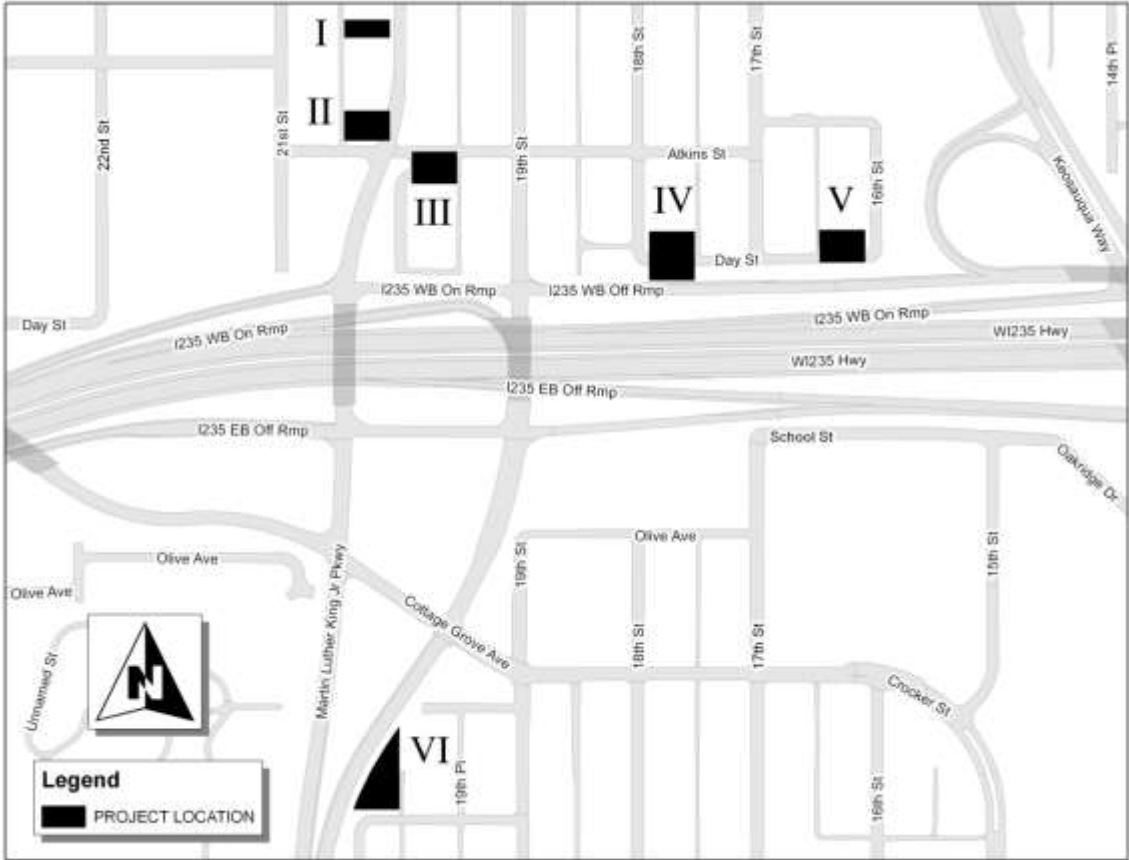 I
18th St
17th St
14th Pl
II
22nd St
21st St
19th St
Atkins St
Keosauqua Way
III
IV
V
16th St
Day St
I235 WB On Rmp
I235 WB Off Rmp
Day St
I235 WB On Rmp
I235 WB On Rmp
WI235 Hwy
WI235 Hwy
I235 EB Off Rmp
I235 EB Off Rmp
School St
Oakridge Dr
Olive Ave
Olive Ave
Olive Ave
19th St
15th St
Martin Luther King Jr Pkwy
Cottage Grove Ave
18th St
17th St
Unnamed St
N
Crocker St
VI
19th Pl
16th St
Legend
PROJECT LOCATION